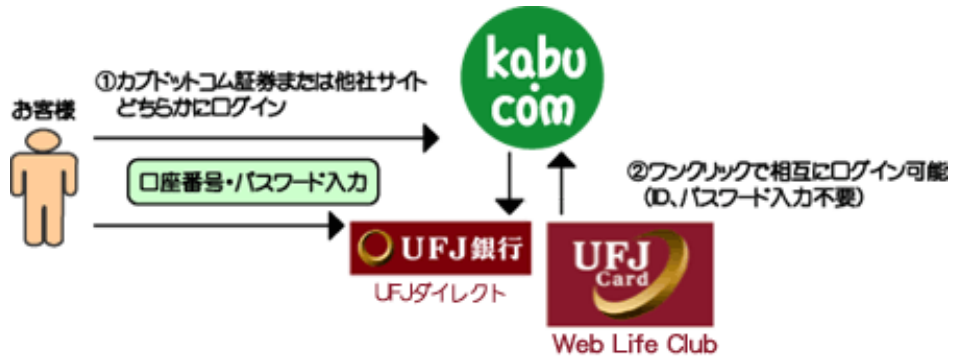 お客様
①カブドットコム証券または他社サイト
どちらかにログイン
口座番号・パスワード入力
kabu.
com
②ワンクリックで相互にログイン可能
(ID、パスワード入力不要)
UFJ銀行
UFJダイレクト
UFJ
Card
Web Life Club